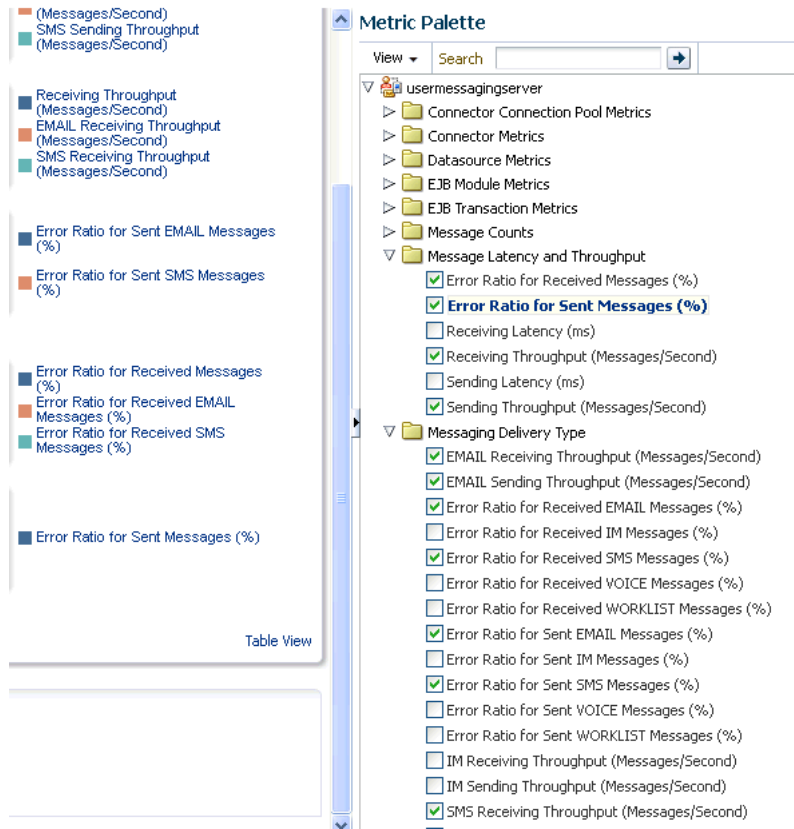 (Messages/Second)
SMS Sending Throughput
(Messages/Second)
Receiving Throughput
(Messages/Second)
EMAIL Receiving Throughput
(Messages/Second)
SMS Receiving Throughput
(Messages/Second)
Error Ratio for Sent EMAIL Messages
(%)
Error Ratio for Sent SMS Messages
(%)
Error Ratio for Received Messages
(%)
Error Ratio for Received EMAIL
Messages (%)
Error Ratio for Received SMS
Messages (%)
Error Ratio for Sent Messages (%)
Table View
Metric Palette
View Search
usermessagingserver
Connector Connection Pool Metrics
Connector Metrics
Datasource Metrics
EJB Module Metrics
EJB Transaction Metrics
Message Counts
Message Latency and Throughput
Error Ratio for Received Messages (%)
Error Ratio for Sent Messages (%)
Receiving Latency (ms)
Receiving Throughput (Messages/Second)
Sending Latency (ms)
Sending Throughput (Messages/Second)
Messaging Delivery Type
EMAIL Receiving Throughput (Messages/Second)
EMAIL Sending Throughput (Messages/Second)
Error Ratio for Received EMAIL Messages (%)
Error Ratio for Received IM Messages (%)
Error Ratio for Received SMS Messages (%)
Error Ratio for Received VOICE Messages (%)
Error Ratio for Received WORKLIST Messages (%)
Error Ratio for Sent EMAIL Messages (%)
Error Ratio for Sent IM Messages (%)
Error Ratio for Sent SMS Messages (%)
Error Ratio for Sent VOICE Messages (%)
Error Ratio for Sent WORKLIST Messages (%)
IM Receiving Throughput (Messages/Second)
IM Sending Throughput (Messages/Second)
SMS Receiving Throughput (Messages/Second)